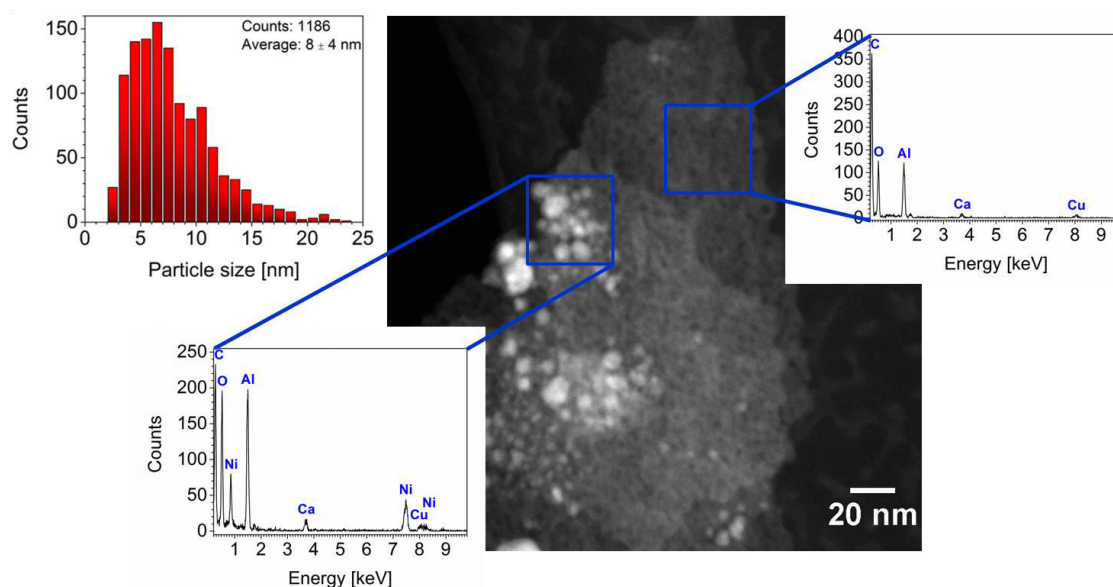 Counts: 1186
Average: 8 ± 4 nm
150
100
50
0
Counts
0 5 10 15 20 25
Particle size [nm]
400
350
300
250
200
150
100
50
0
Counts
C
O
Al
Ca
Cu
1 2 3 4 5 6 7 8 9
Energy [keV]
250
200
150
100
50
0
Counts
C
O
Al
Ni
Ca
Ni
Cu
Ni
1 2 3 4 5 6 7 8 9
Energy [keV]
20 nm